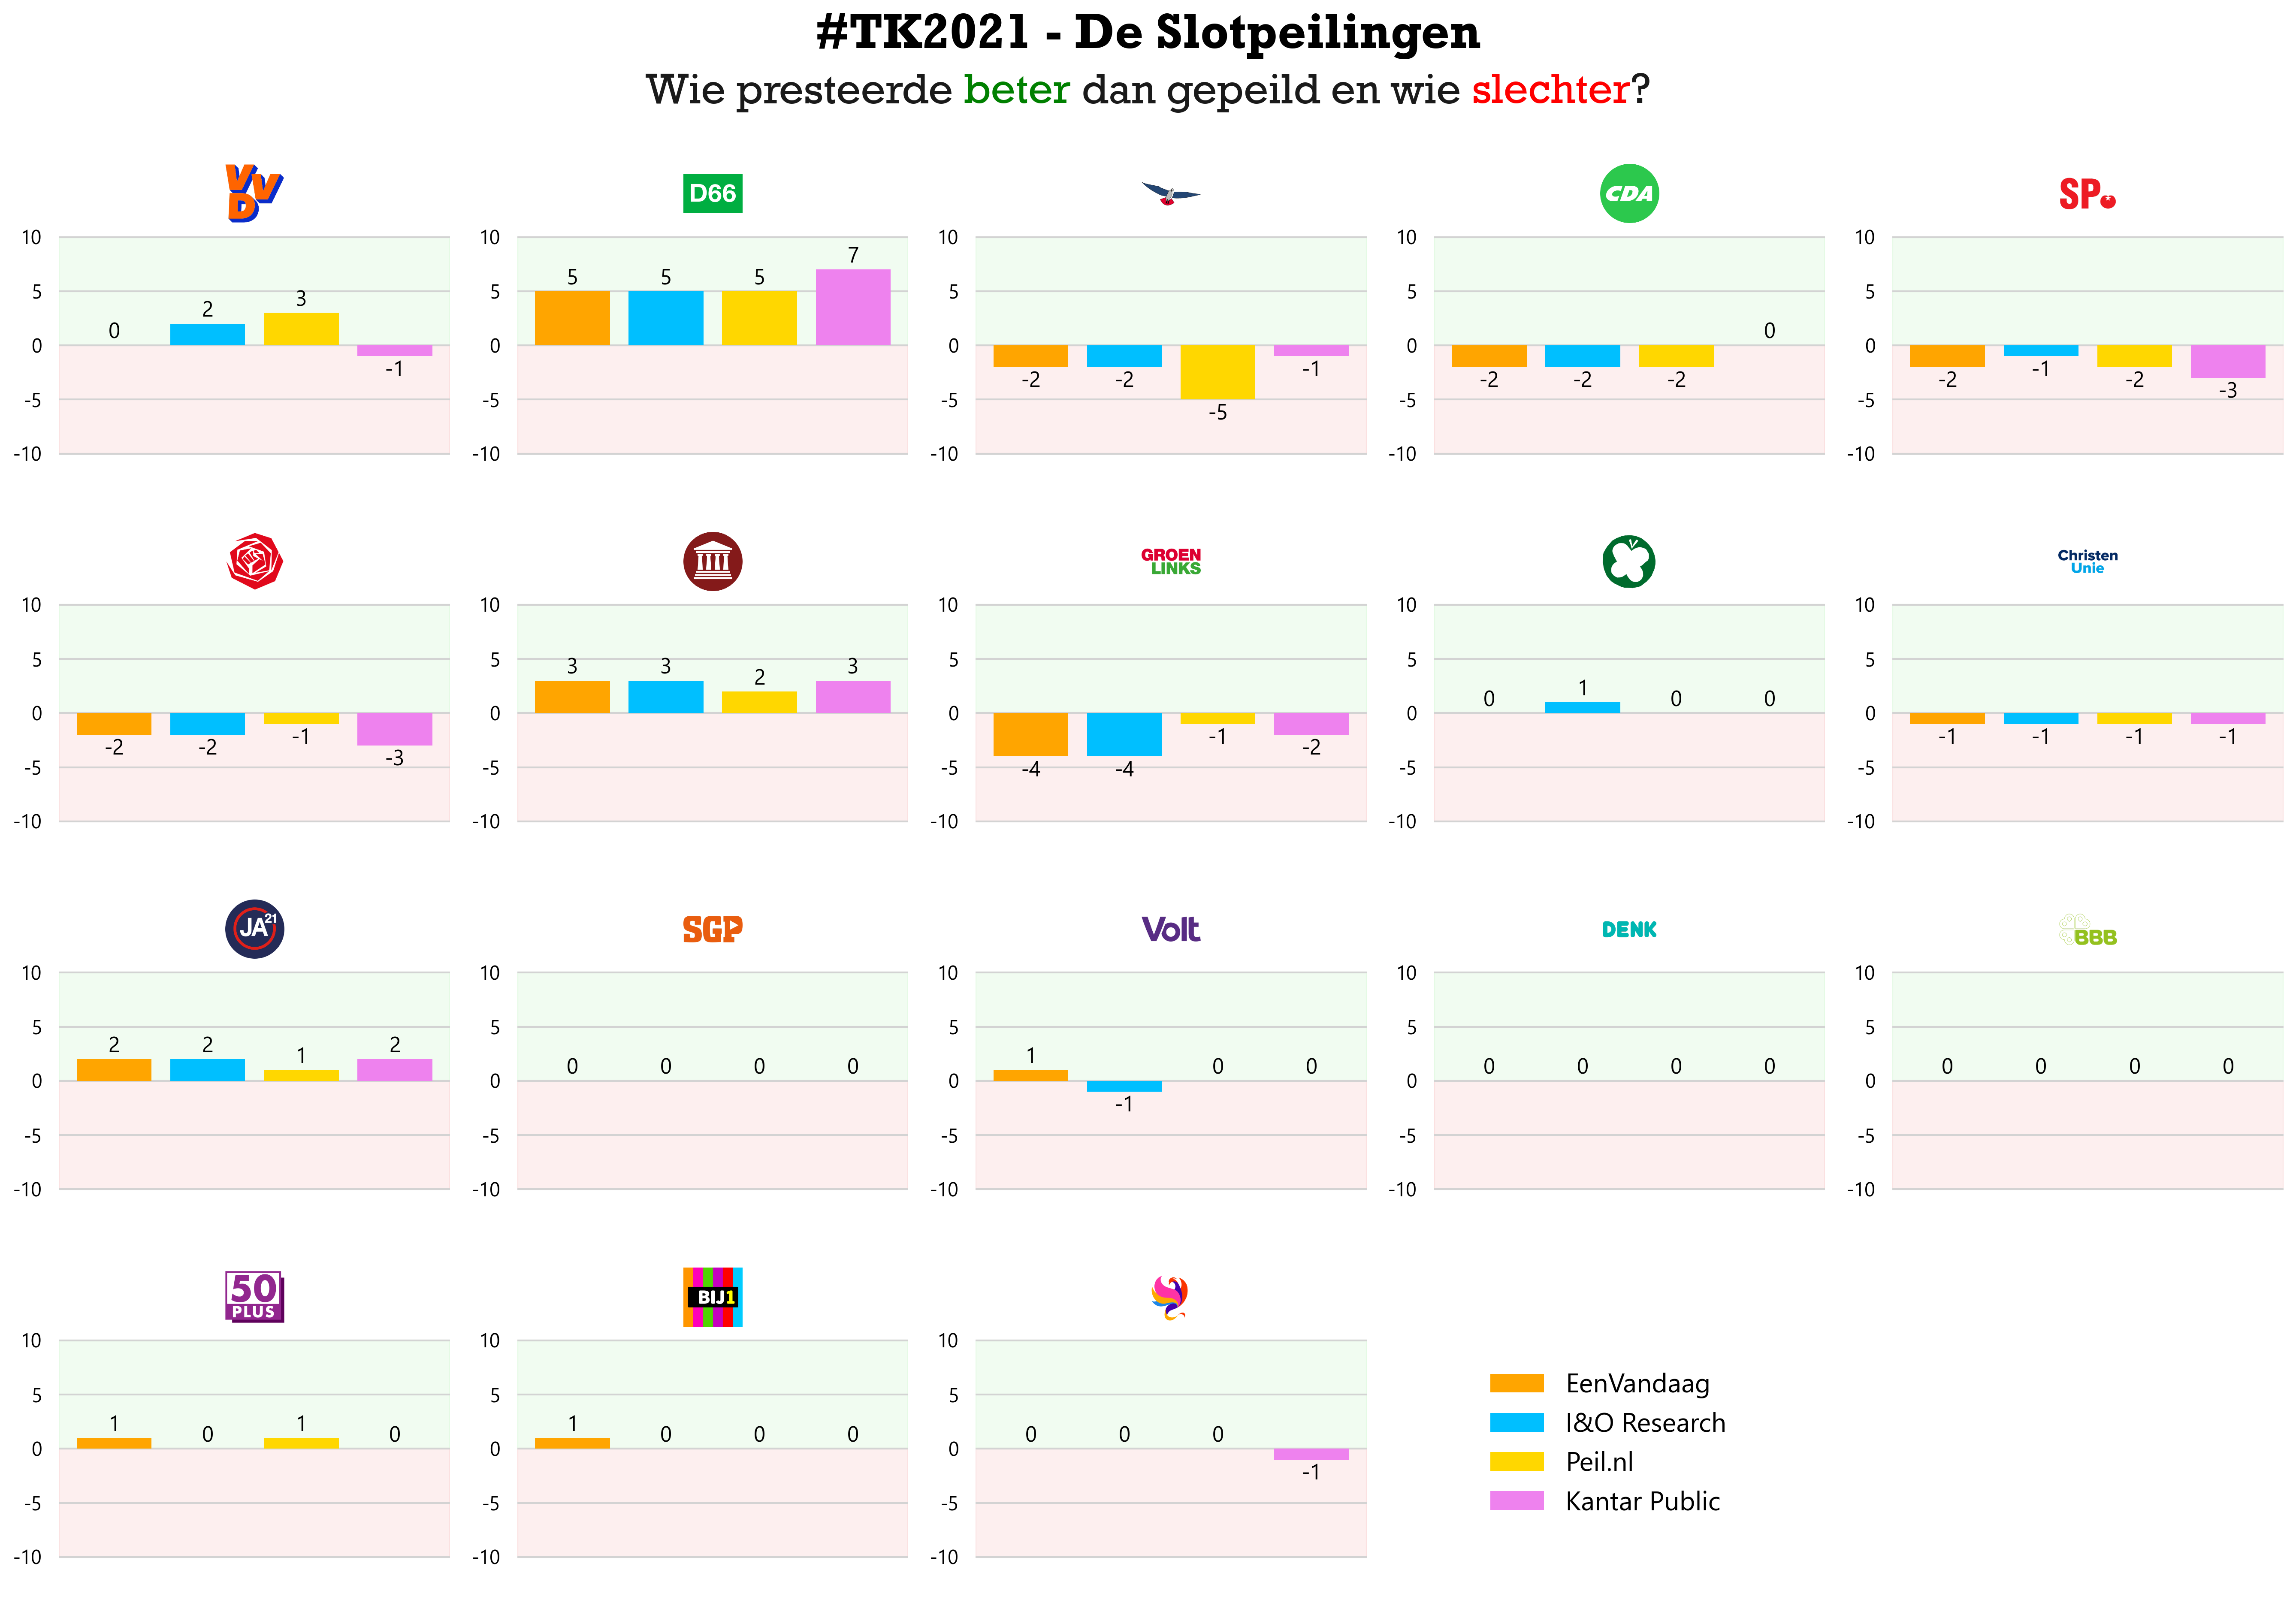 #TK2021 - De Slotpeilingen
Wie presteerde beter dan gepeild en wie slechter?
VVD
D66
CDA
SP
10 10 10 10 10
5 5 5 5 5
0 0 0 0 0
-5 -5 -5 -5 -5
-10 -10 -10 -10 -10
0 2 3 -1
5 5 5 7
-2 -2 -5 -1
-2 -2 -2 0
-2 -1 -2 -3
GROEN
LINKS
Christen
Unie
10 10 10 10 10
5 5 5 5 5
0 0 0 0 0
-5 -5 -5 -5 -5
-10 -10 -10 -10 -10
-2 -2 -1 -3
3 3 2 3
-4 -4 -1 -2
0 1 0 0
-1 -1 -1 -1
JA21
SGP
Volt
DENK
BBB
10 10 10 10 10
5 5 5 5 5
0 0 0 0 0
-5 -5 -5 -5 -5
-10 -10 -10 -10 -10
2 2 1 2
0 0 0 0
1 -1 0 0
0 0 0 0
0 0 0 0
50
PLUS
BIJ1
10 10 10
5 5 5
0 0 0
-5 -5 -5
-10 -10 -10
1 0 1 0
1 0 0 0
0 0 0 -1
EenVandaag
I&O Research
Peil.nl
Kantar Public